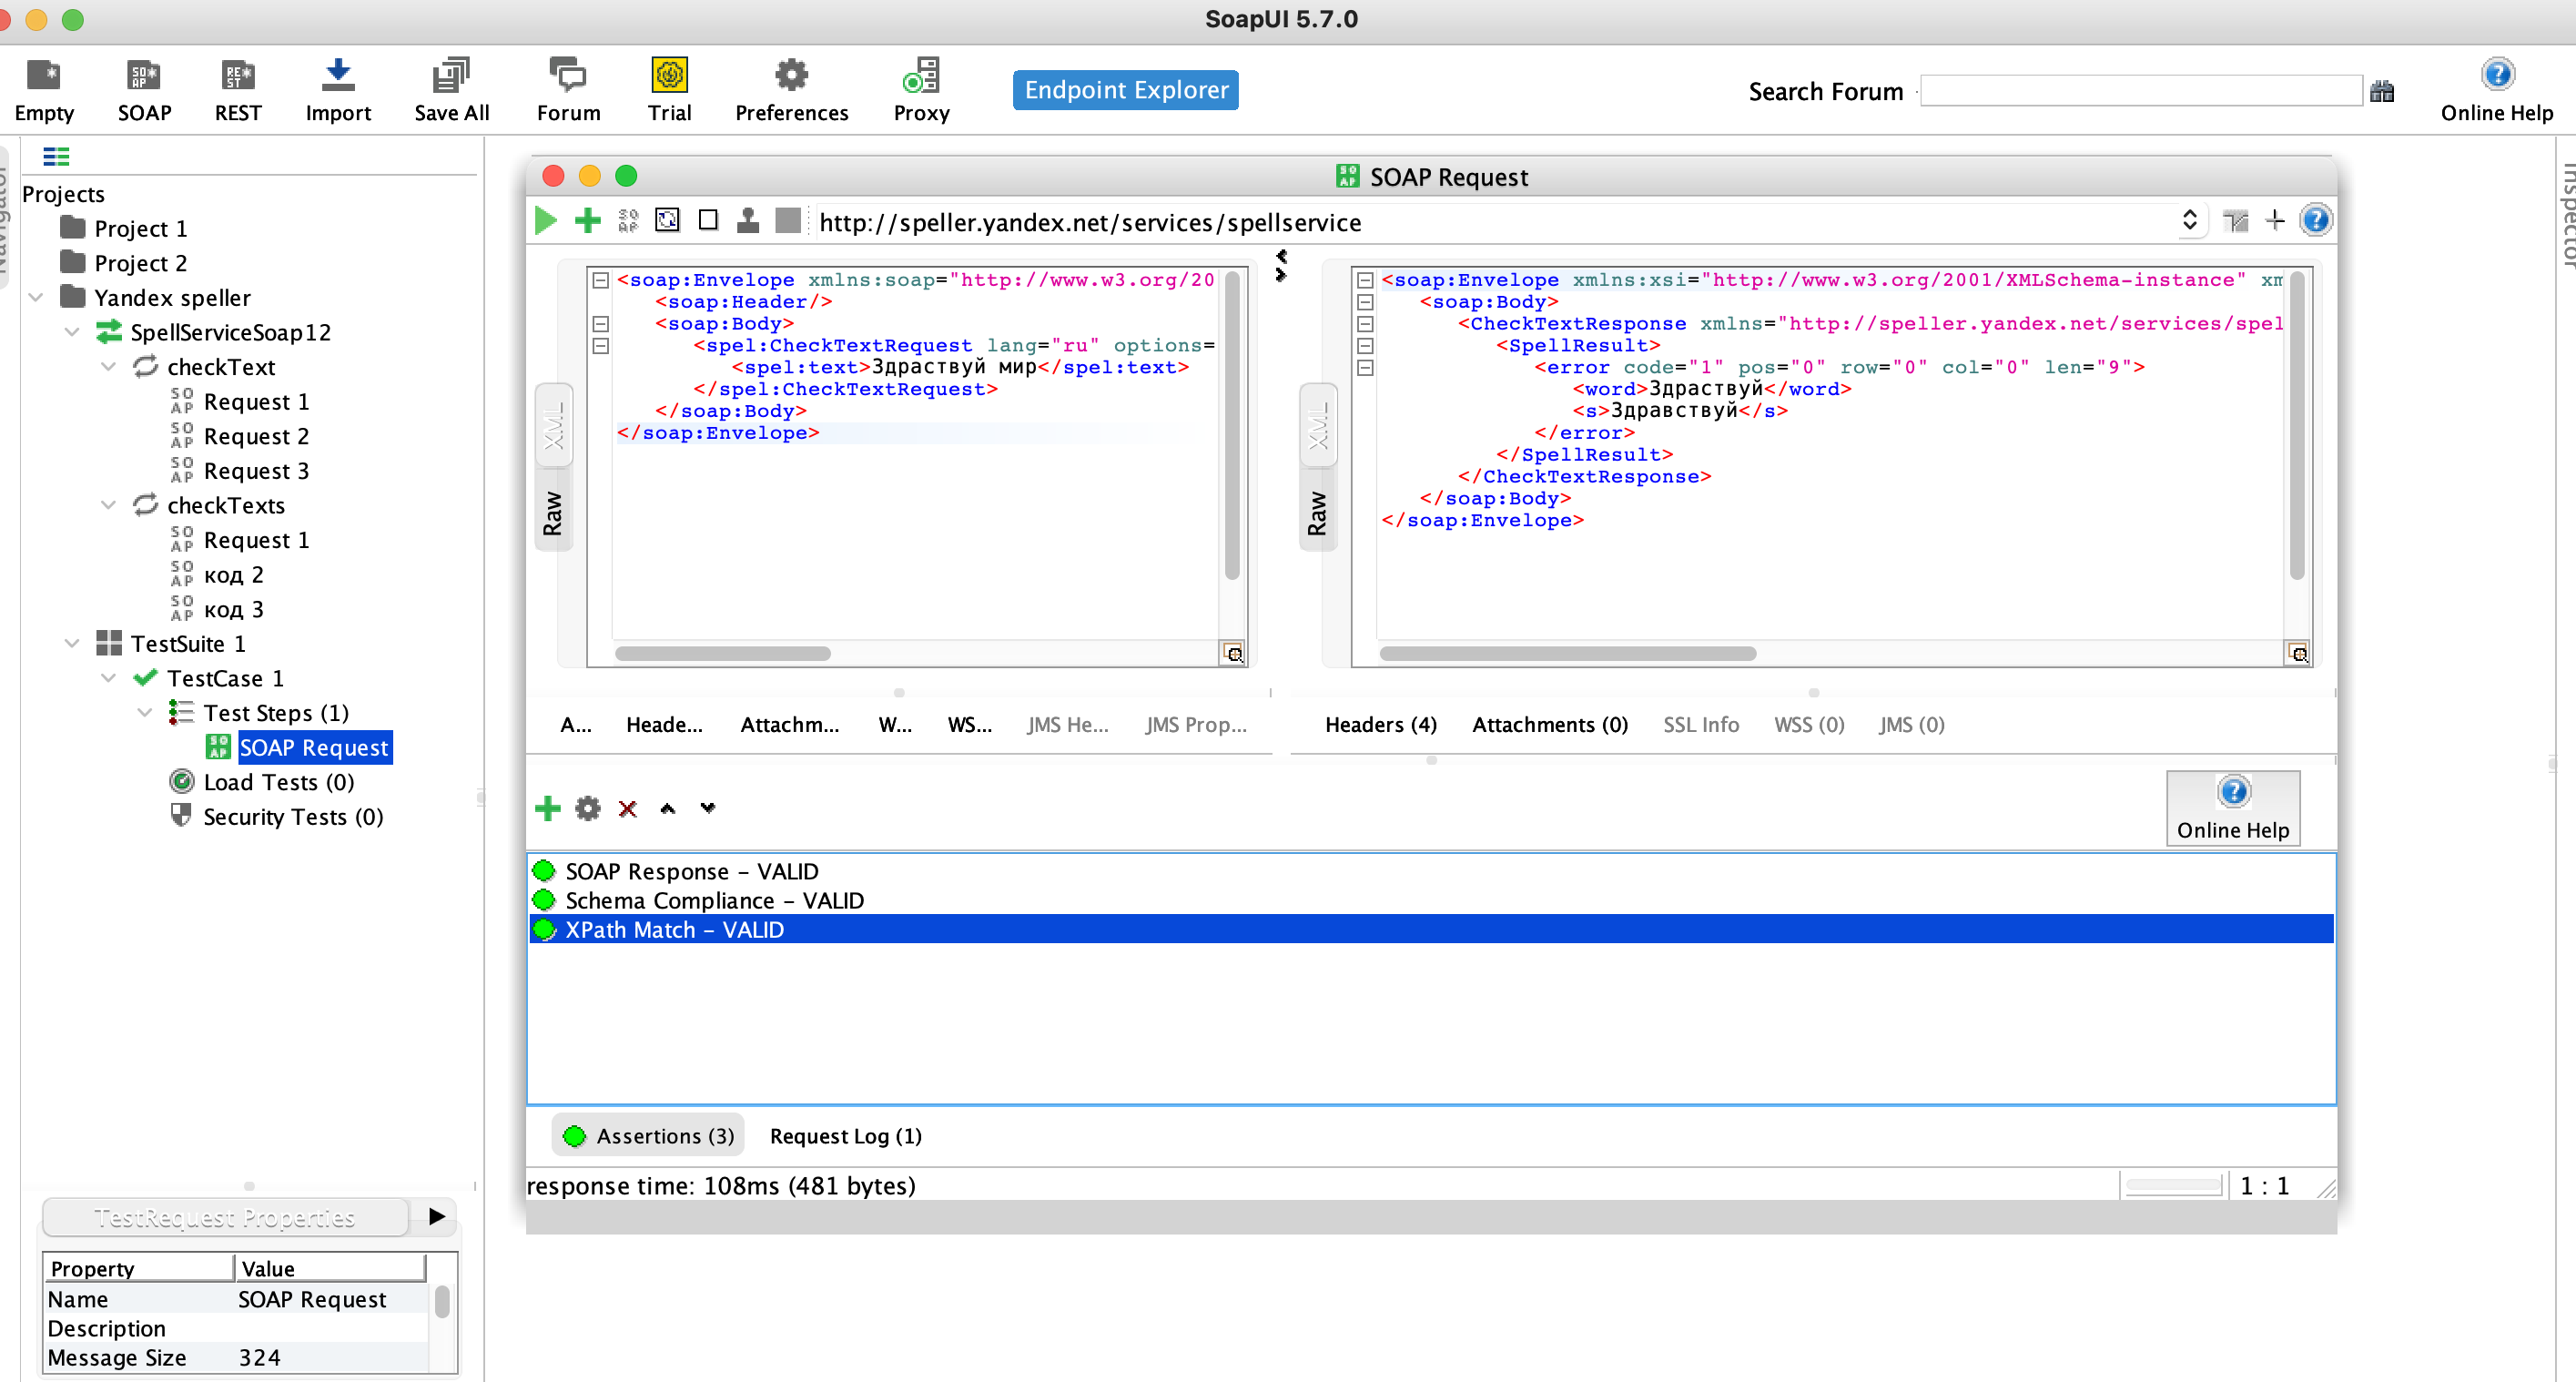 SoapUI 5.7.0
Empty SOAP REST Import Save All Forum Trial Preferences Proxy Endpoint Explorer Search Forum Online Help
Navigator
Inspector
Projects
Project 1
Project 2
Yandex speller
SpellServiceSoap12
checkText
Request 1
Request 2
Request 3
checkTexts
Request 1
код 2
код 3
TestSuite 1
TestCase 1
Test Steps (1)
SOAP Request
Load Tests (0)
Security Tests (0)
TestRequest Properties
Property Value
Name SOAP Request
Description
Message Size 324
SOAP Request
http://speller.yandex.net/services/spellservice
XML
Raw
<soap:Envelope xmlns:soap="http://www.w3.org/20
<soap:Header/>
<soap:Body>
<spel:CheckTextRequest lang="ru" options=
<spel:text>Здраствуй мир</spel:text>
</spel:CheckTextRequest>
</soap:Body>
</soap:Envelope>
XML
Raw
<soap:Envelope xmlns:xsi="http://www.w3.org/2001/XMLSchema-instance" xm
<soap:Body>
<CheckTextResponse xmlns="http://speller.yandex.net/services/spel
<SpellResult>
<error code="1" pos="0" row="0" col="0" len="9">
<word>Здраствуй</word>
<s>Здравствуй</s>
</error>
</SpellResult>
</CheckTextResponse>
</soap:Body>
</soap:Envelope>
A... Heade... Attachm... W... WS... JMS He... JMS Prop...
Headers (4) Attachments (0) SSL Info WSS (0) JMS (0)
Online Help
SOAP Response – VALID
Schema Compliance – VALID
XPath Match – VALID
Assertions (3) Request Log (1)
response time: 108ms (481 bytes)
1 : 1